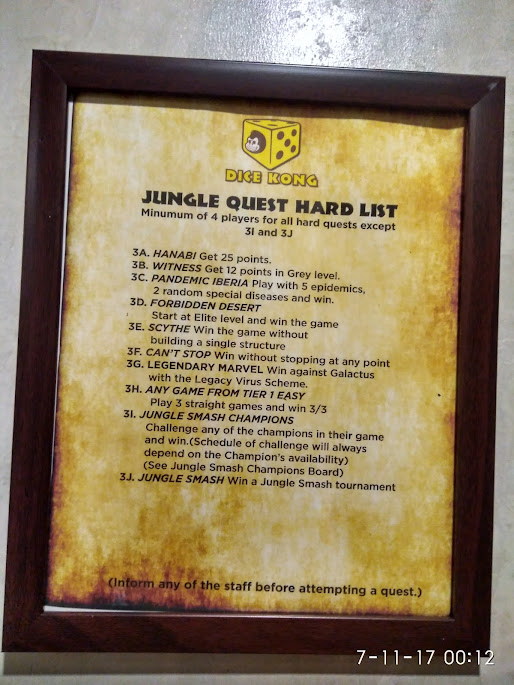 DICE KONG
JUNGLE QUEST HARD LIST
Minumum of 4 players for all hard quests except
3I and 3J
3A. HANABI Get 25 points.
3B. WITNESS Get 12 points in Grey level.
3C. PANDEMIC IBERIA Play with 5 epidemics,
2 random special diseases and win.
3D. FORBIDDEN DESERT
Start at Elite level and win the game
3E. SCYTHE Win the game without
building a single structure
3F. CAN'T STOP Win without stopping at any point
3G. LEGENDARY MARVEL Win against Galactus
with the Legacy Virus Scheme.
3H. ANY GAME FROM TIER 1 EASY
Play 3 straight games and win 3/3
3I. JUNGLE SMASH CHAMPIONS
Challenge any of the champions in their game
and win.(Schedule of challenge will always
depend on the Champion's availability)
(See Jungle Smash Champions Board)
3J. JUNGLE SMASH Win a Jungle Smash tournament
(Inform any of the staff before attempting a quest.)
7-11-17 00:12